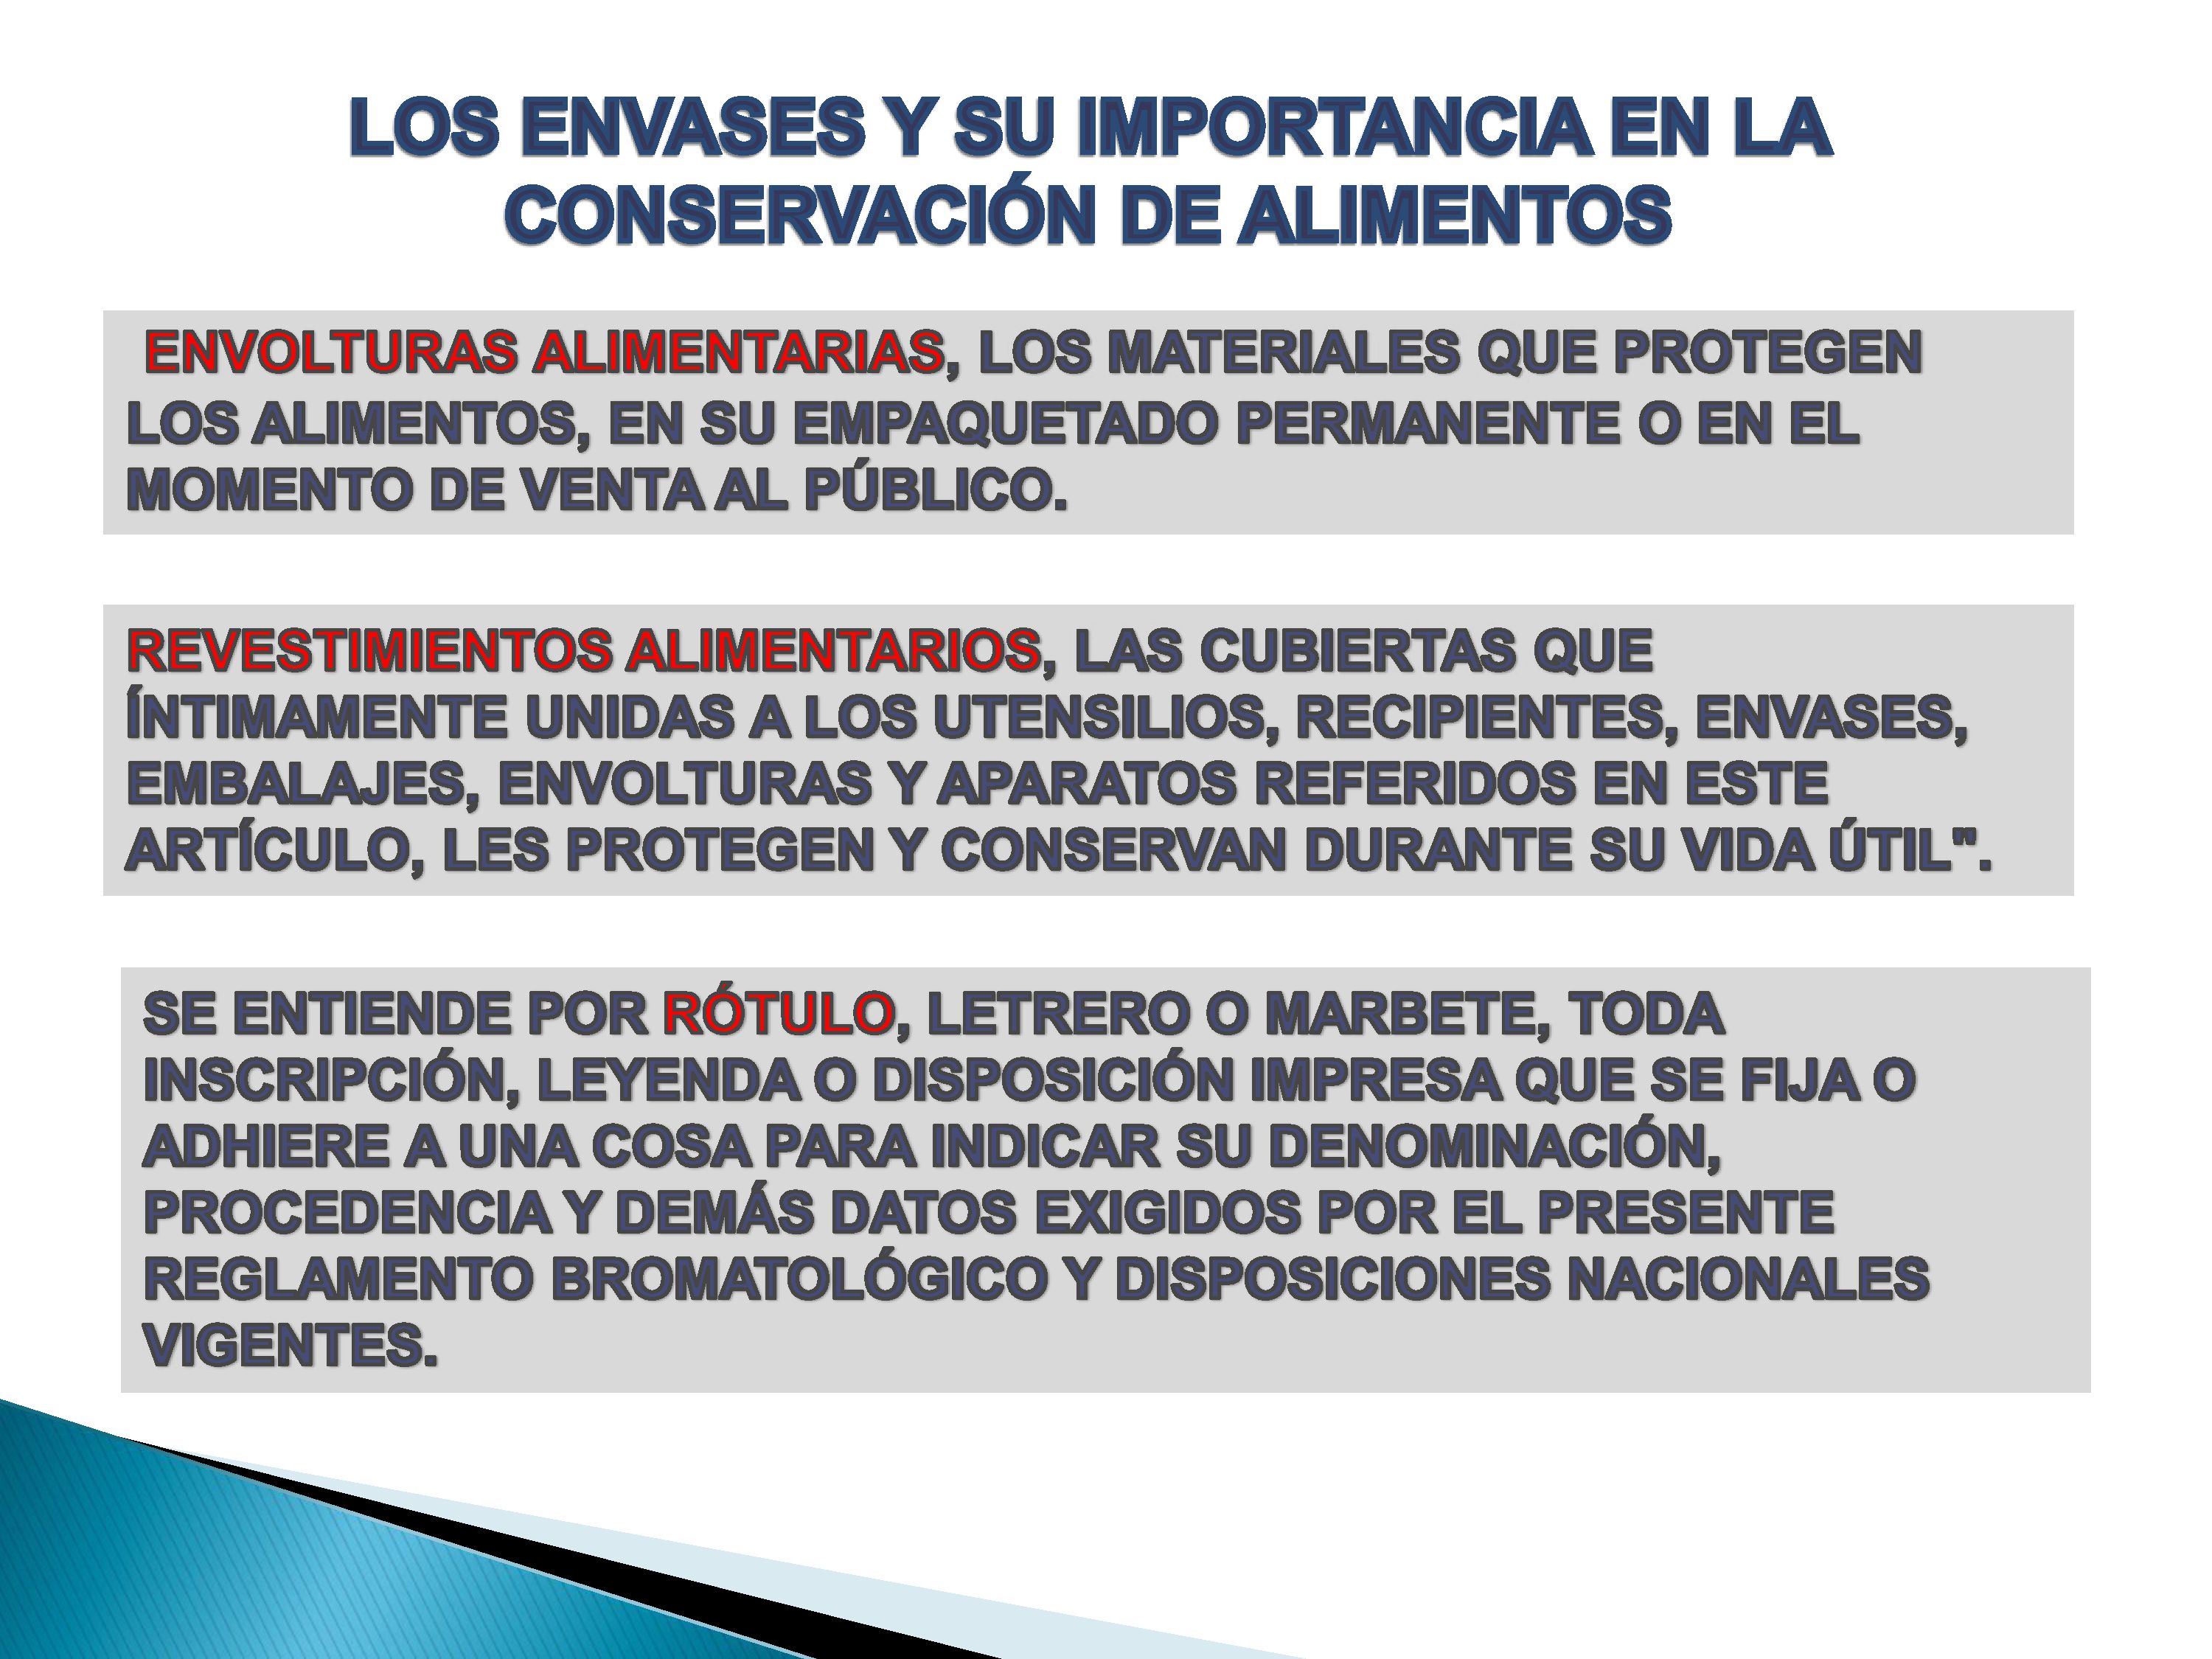 LOS ENVASES Y SU IMPORTANCIA EN LA
CONSERVACIÓN DE ALIMENTOS
ENVOLTURAS ALIMENTARIAS, LOS MATERIALES QUE PROTEGEN
LOS ALIMENTOS, EN SU EMPAQUETADO PERMANENTE O EN EL
MOMENTO DE VENTA AL PÚBLICO.
REVESTIMIENTOS ALIMENTARIOS, LAS CUBIERTAS QUE
ÍNTIMAMENTE UNIDAS A LOS UTENSILIOS, RECIPIENTES, ENVASES,
EMBALAJES, ENVOLTURAS Y APARATOS REFERIDOS EN ESTE
ARTÍCULO, LES PROTEGEN Y CONSERVAN DURANTE SU VIDA ÚTIL".
SE ENTIENDE POR RÓTULO, LETRERO O MARBETE, TODA
INSCRIPCIÓN, LEYENDA O DISPOSICIÓN IMPRESA QUE SE FIJA O
ADHIERE A UNA COSA PARA INDICAR SU DENOMINACIÓN,
PROCEDENCIA Y DEMÁS DATOS EXIGIDOS POR EL PRESENTE
REGLAMENTO BROMATOLÓGICO Y DISPOSICIONES NACIONALES
VIGENTES.